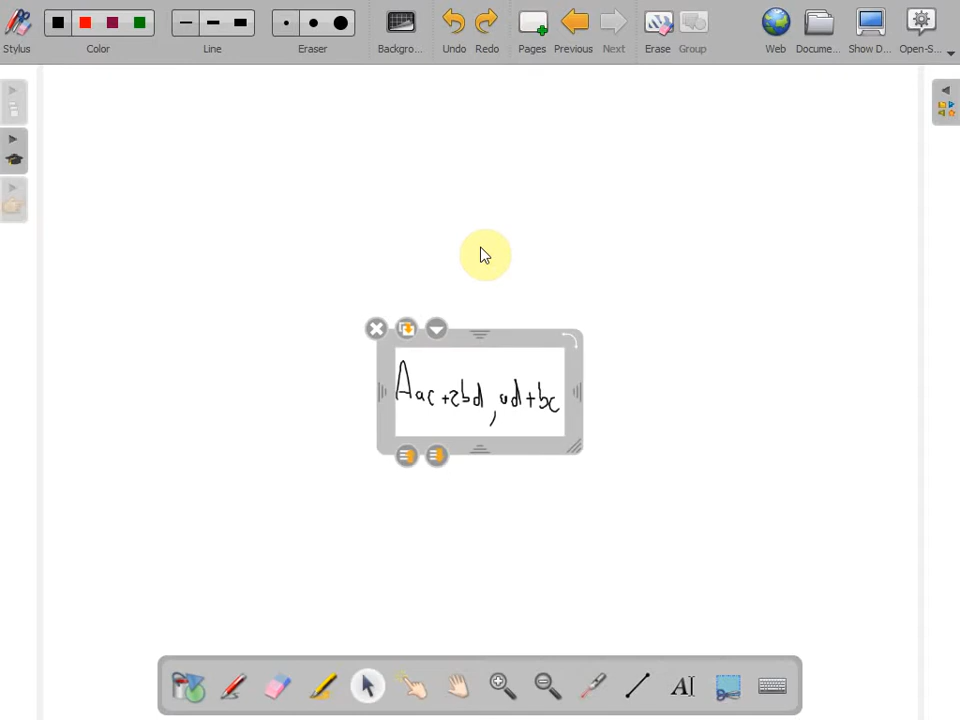 Stylus Color Line Eraser Backgro... Undo Redo Pages Previous Next Erase Group Web Docume... Show D... Open-S...
Aac+2bd, ad+bc
AI